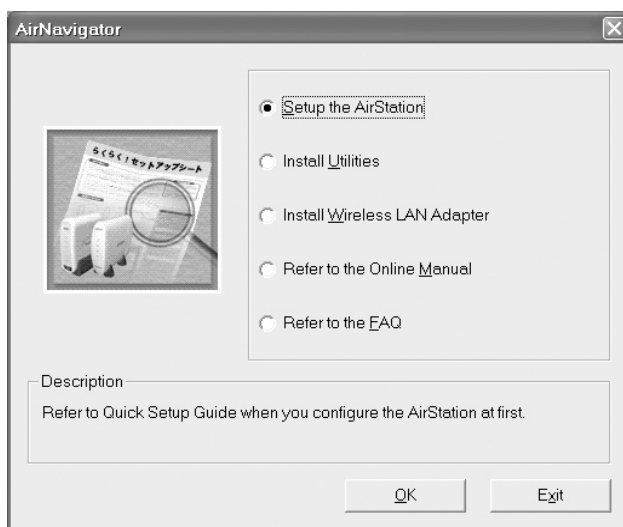 AirNavigator
らくらく!セットアップシート
Setup the AirStation
Install Utilities
Install Wireless LAN Adapter
Refer to the Online Manual
Refer to the FAQ
Description
Refer to Quick Setup Guide when you configure the AirStation at first.
OK
Exit